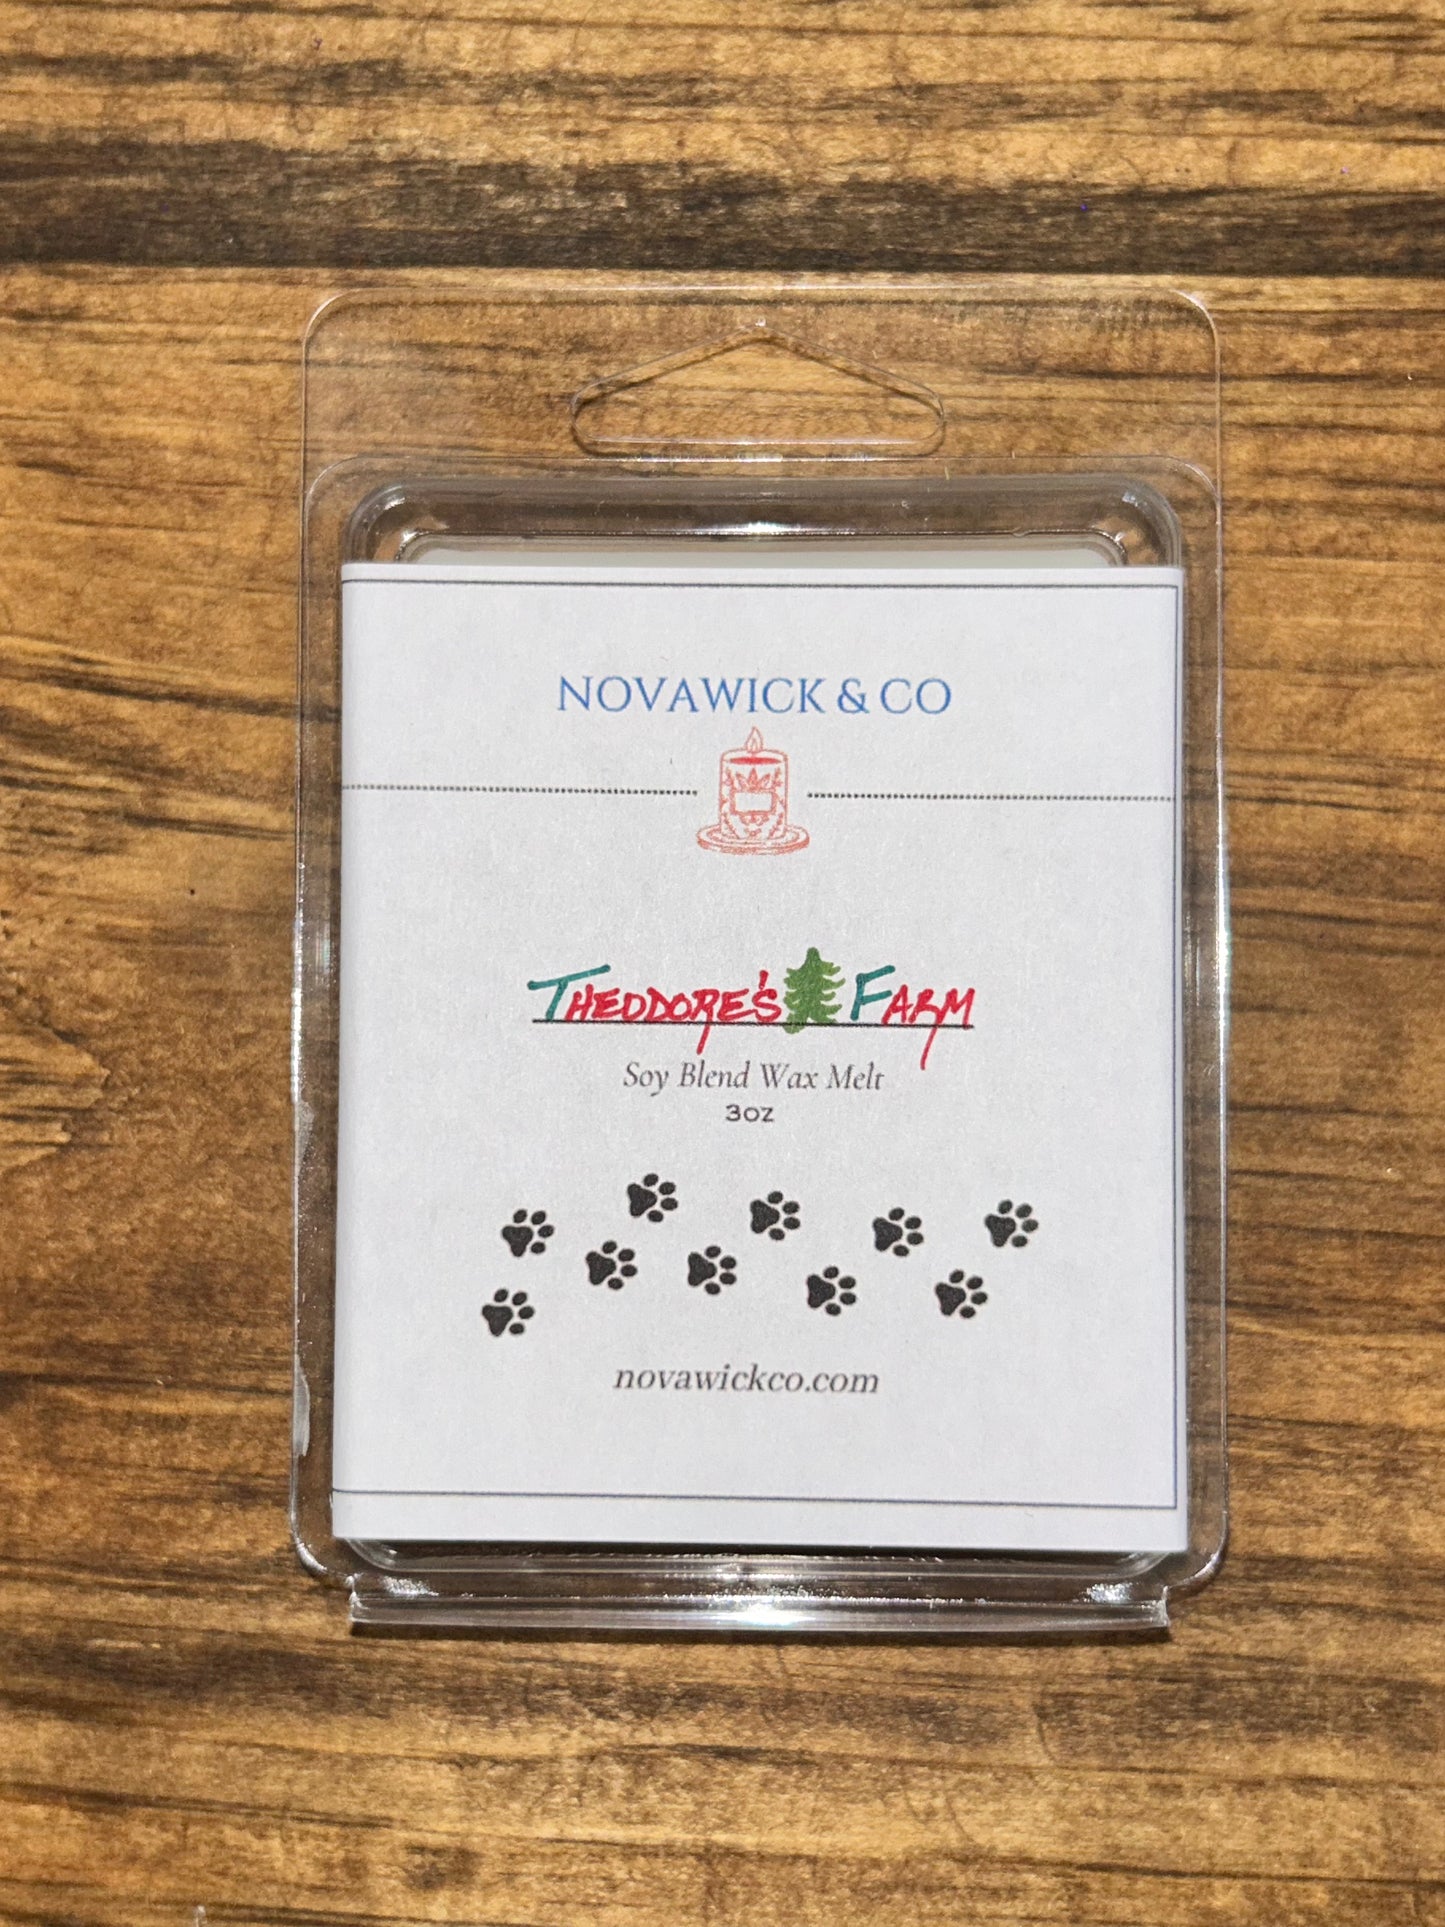 NOVAWICK & CO
THEODORE'S FARM
Soy Blend Wax Melt
3oz
novawickco.com